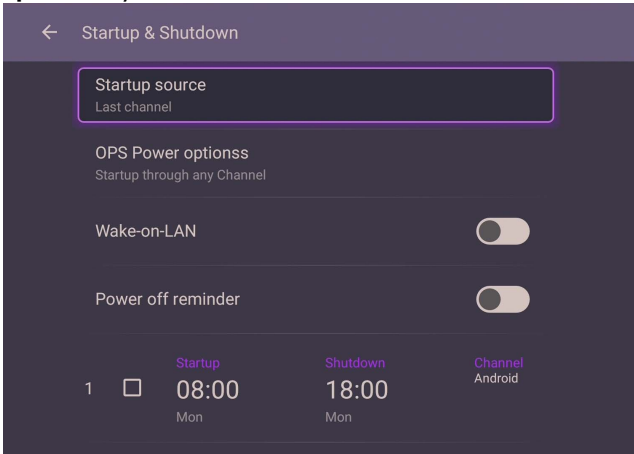 Startup & Shutdown
Startup source
Last channel
OPS Power optionss
Startup through any Channel
Wake-on-LAN
Power off reminder
Startup Shutdown Channel
1 08:00 18:00 Android
Mon Mon